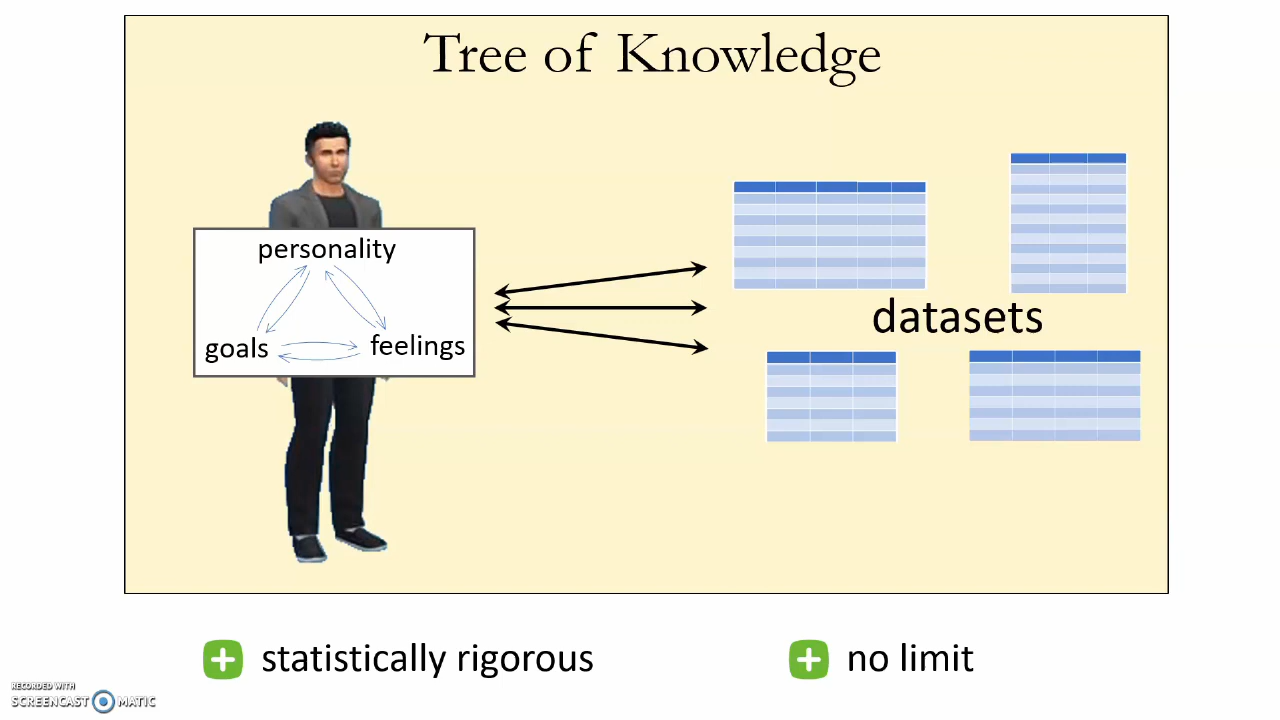 Tree of Knowledge
personality
goals
feelings
datasets
statistically rigorous
no limit
RECORDED WITH
SCREENCAST MATIC